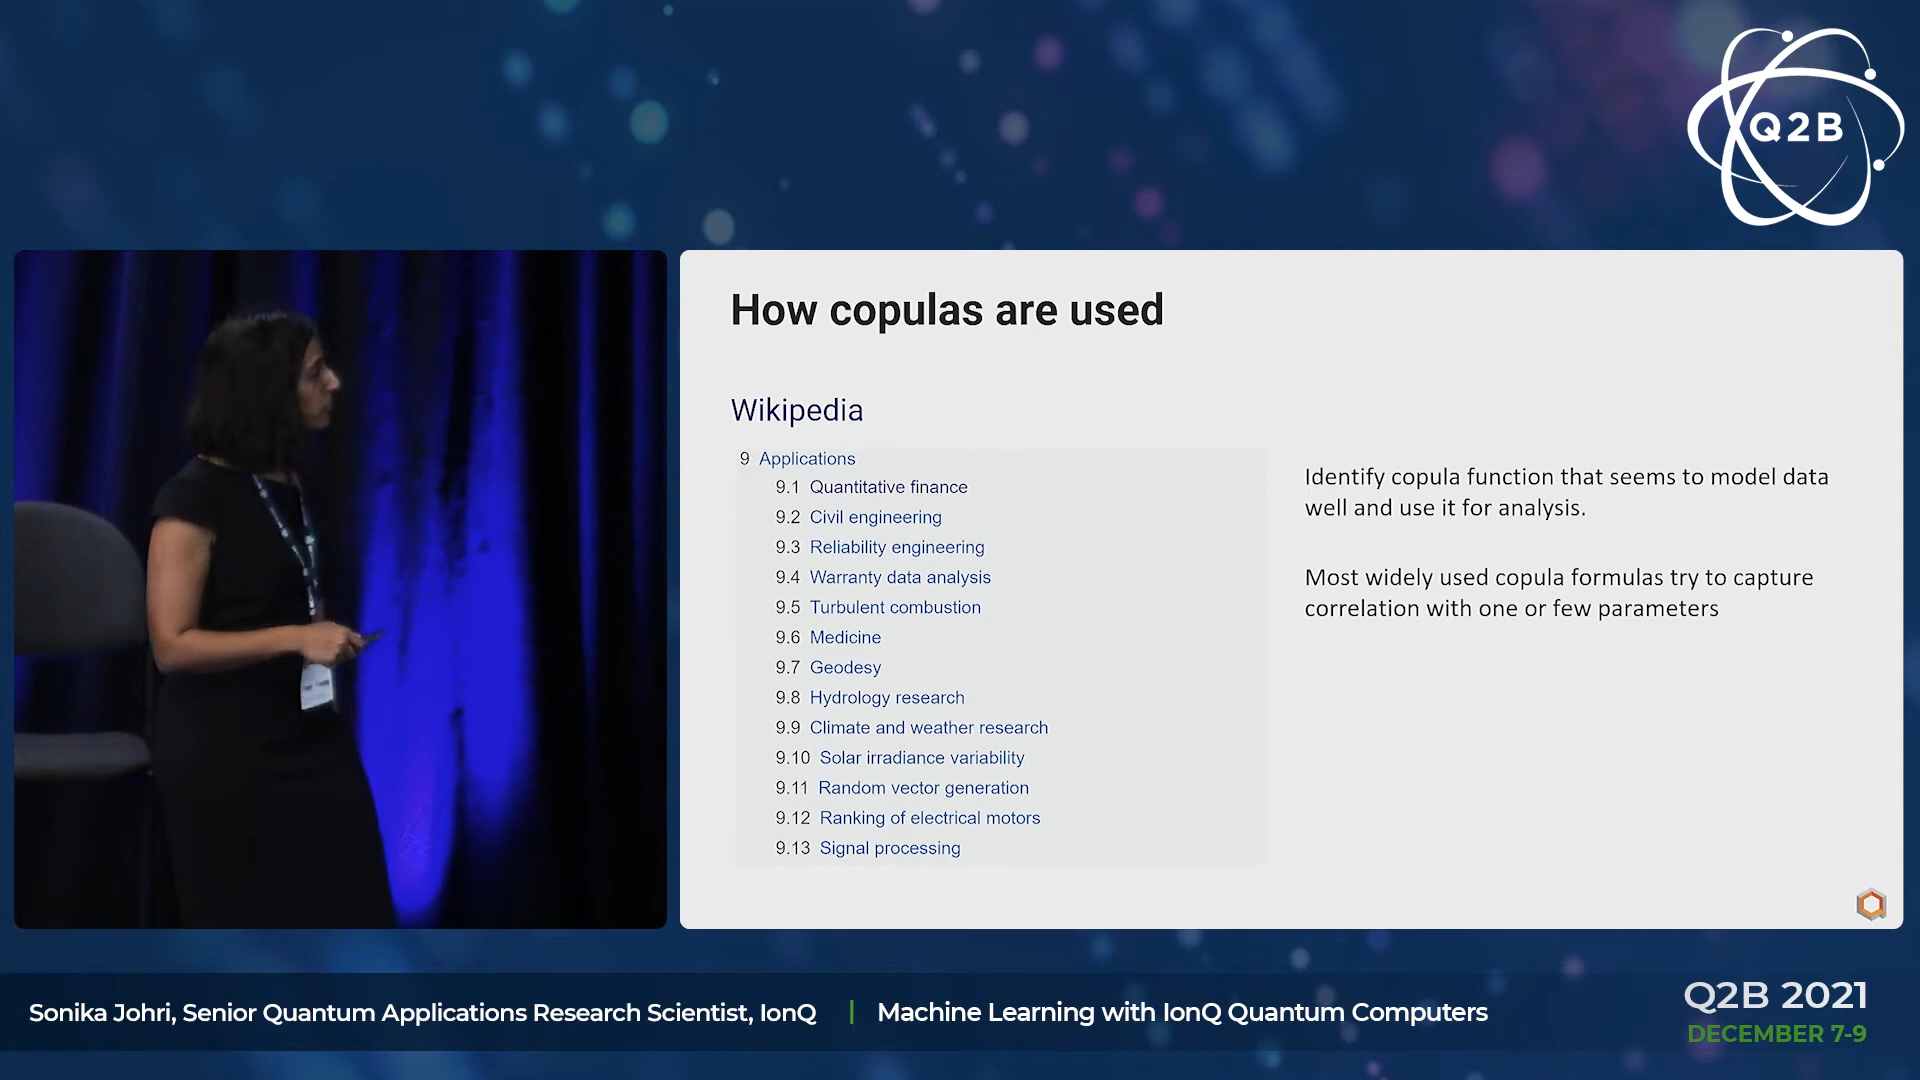 Q2B
How copulas are used
Wikipedia
9 Applications
9.1 Quantitative finance
9.2 Civil engineering
9.3 Reliability engineering
9.4 Warranty data analysis
9.5 Turbulent combustion
9.6 Medicine
9.7 Geodesy
9.8 Hydrology research
9.9 Climate and weather research
9.10 Solar irradiance variability
9.11 Random vector generation
9.12 Ranking of electrical motors
9.13 Signal processing
Identify copula function that seems to model data
well and use it for analysis.
Most widely used copula formulas try to capture
correlation with one or few parameters
Sonika Johri, Senior Quantum Applications Research Scientist, IonQ | Machine Learning with IonQ Quantum Computers
Q2B 2021
DECEMBER 7-9